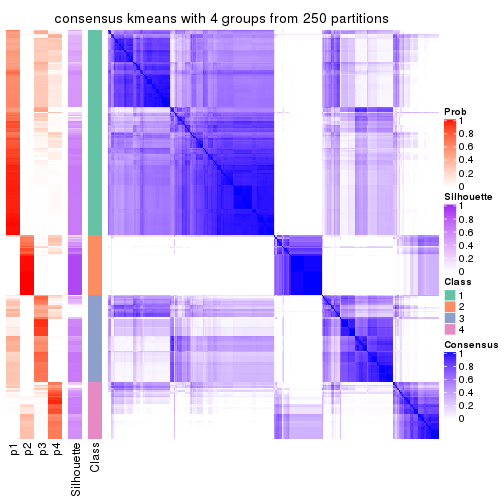 consensus kmeans with 4 groups from 250 partitions
Prob
1
0.8
0.6
0.4
0.2
0
Silhouette
1
0.8
0.6
0.4
0.2
0
Class
1
2
3
4
Consensus
1
0.8
0.6
0.4
0.2
0
p1
p2
p3
p4
Silhouette
Class